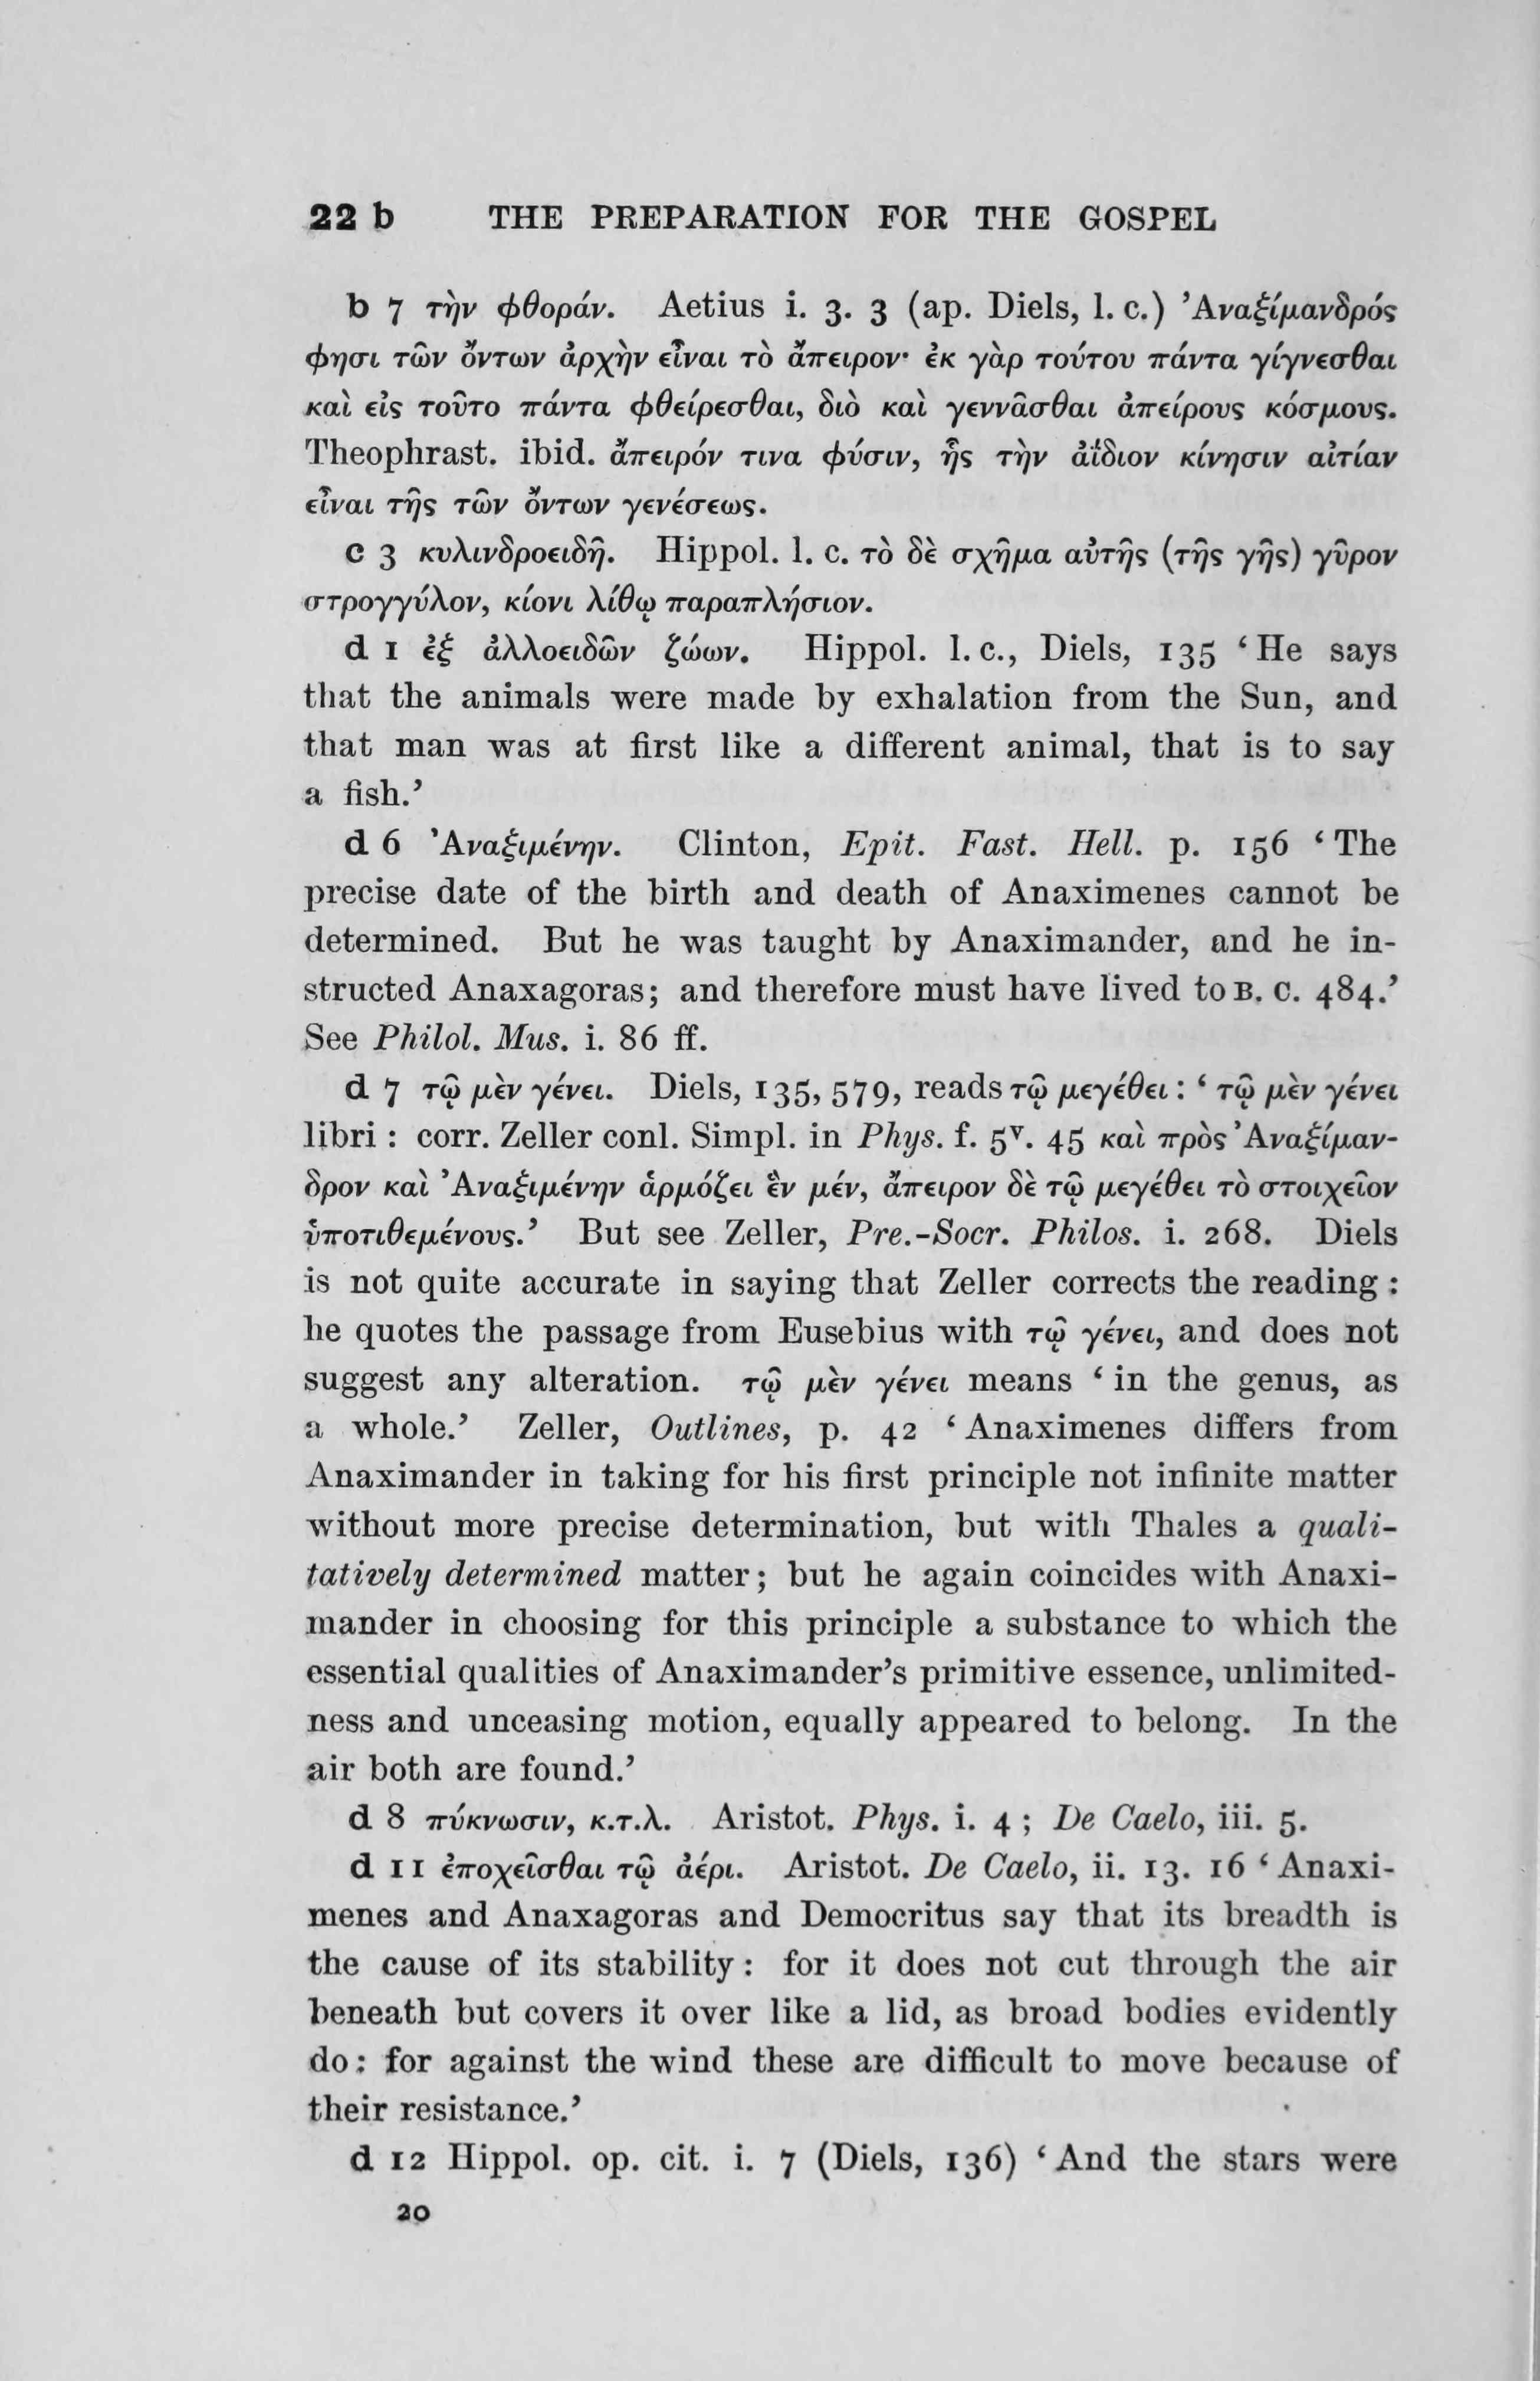 22 b THE PREPARATION FOR THE GOSPEL
b 7 τὴν φθοράν. Aetius i. 3. 3 (ap. Diels, l. c.) Ἀναξίμανδρός
φησι τῶν ὄντων ἀρχὴν εἶναι τὸ ἄπειρον· ἐκ γὰρ τούτου πάντα γίγνεσθαι
καὶ εἰς τοῦτο πάντα φθείρεσθαι, διὸ καὶ γεννᾶσθαι ἀπείρους κόσμους.
Theophrast. ibid. ἄπειρόν τινα φύσιν, ἧς τὴν ἀΐδιον κίνησιν αἰτίαν
εἶναι τῆς τῶν ὄντων γενέσεως.
c 3 κυλινδροειδῆ. Hippol. l. c. τὸ δὲ σχῆμα αὐτῆς (τῆς γῆς) γῦρον
στρογγύλον, κίονι λίθῳ παραπλήσιον.
d 1 ἐξ ἀλλοειδῶν ζώων. Hippol. l. c., Diels, 135 ‘He says
that the animals were made by exhalation from the Sun, and
that man was at first like a different animal, that is to say
a fish.’
d 6 Ἀναξιμένην. Clinton, Epit. Fast. Hell. p. 156 ‘The
precise date of the birth and death of Anaximenes cannot be
determined. But he was taught by Anaximander, and he in-
structed Anaxagoras; and therefore must have lived to B. C. 484.’
See Philol. Mus. i. 86 ff.
d 7 τῷ μὲν γένει. Diels, 135, 579, reads τῷ μεγέθει : ‘τῷ μὲν γένει
libri : corr. Zeller conl. Simpl. in Phys. f. 5v. 45 καὶ πρὸς Ἀναξίμαν-
δρον καὶ Ἀναξιμένην ἁρμόζει ἓν μέν, ἄπειρον δὲ τῷ μεγέθει τὸ στοιχεῖον
ὑποτιθεμένους.’ But see Zeller, Pre.-Socr. Philos. i. 268. Diels
is not quite accurate in saying that Zeller corrects the reading :
he quotes the passage from Eusebius with τῷ γένει, and does not
suggest any alteration. τῷ μὲν γένει means ‘in the genus, as
a whole.’ Zeller, Outlines, p. 42 ‘Anaximenes differs from
Anaximander in taking for his first principle not infinite matter
without more precise determination, but with Thales a quali-
tatively determined matter; but he again coincides with Anaxi-
mander in choosing for this principle a substance to which the
essential qualities of Anaximander’s primitive essence, unlimited-
ness and unceasing motion, equally appeared to belong. In the
air both are found.’
d 8 πύκνωσιν, κ.τ.λ. Aristot. Phys. i. 4 ; De Caelo, iii. 5.
d 11 ἐποχεῖσθαι τῷ ἀέρι. Aristot. De Caelo, ii. 13. 16 ‘Anaxi-
menes and Anaxagoras and Democritus say that its breadth is
the cause of its stability : for it does not cut through the air
beneath but covers it over like a lid, as broad bodies evidently
do : for against the wind these are difficult to move because of
their resistance.’
d 12 Hippol. op. cit. i. 7 (Diels, 136) ‘And the stars were
20